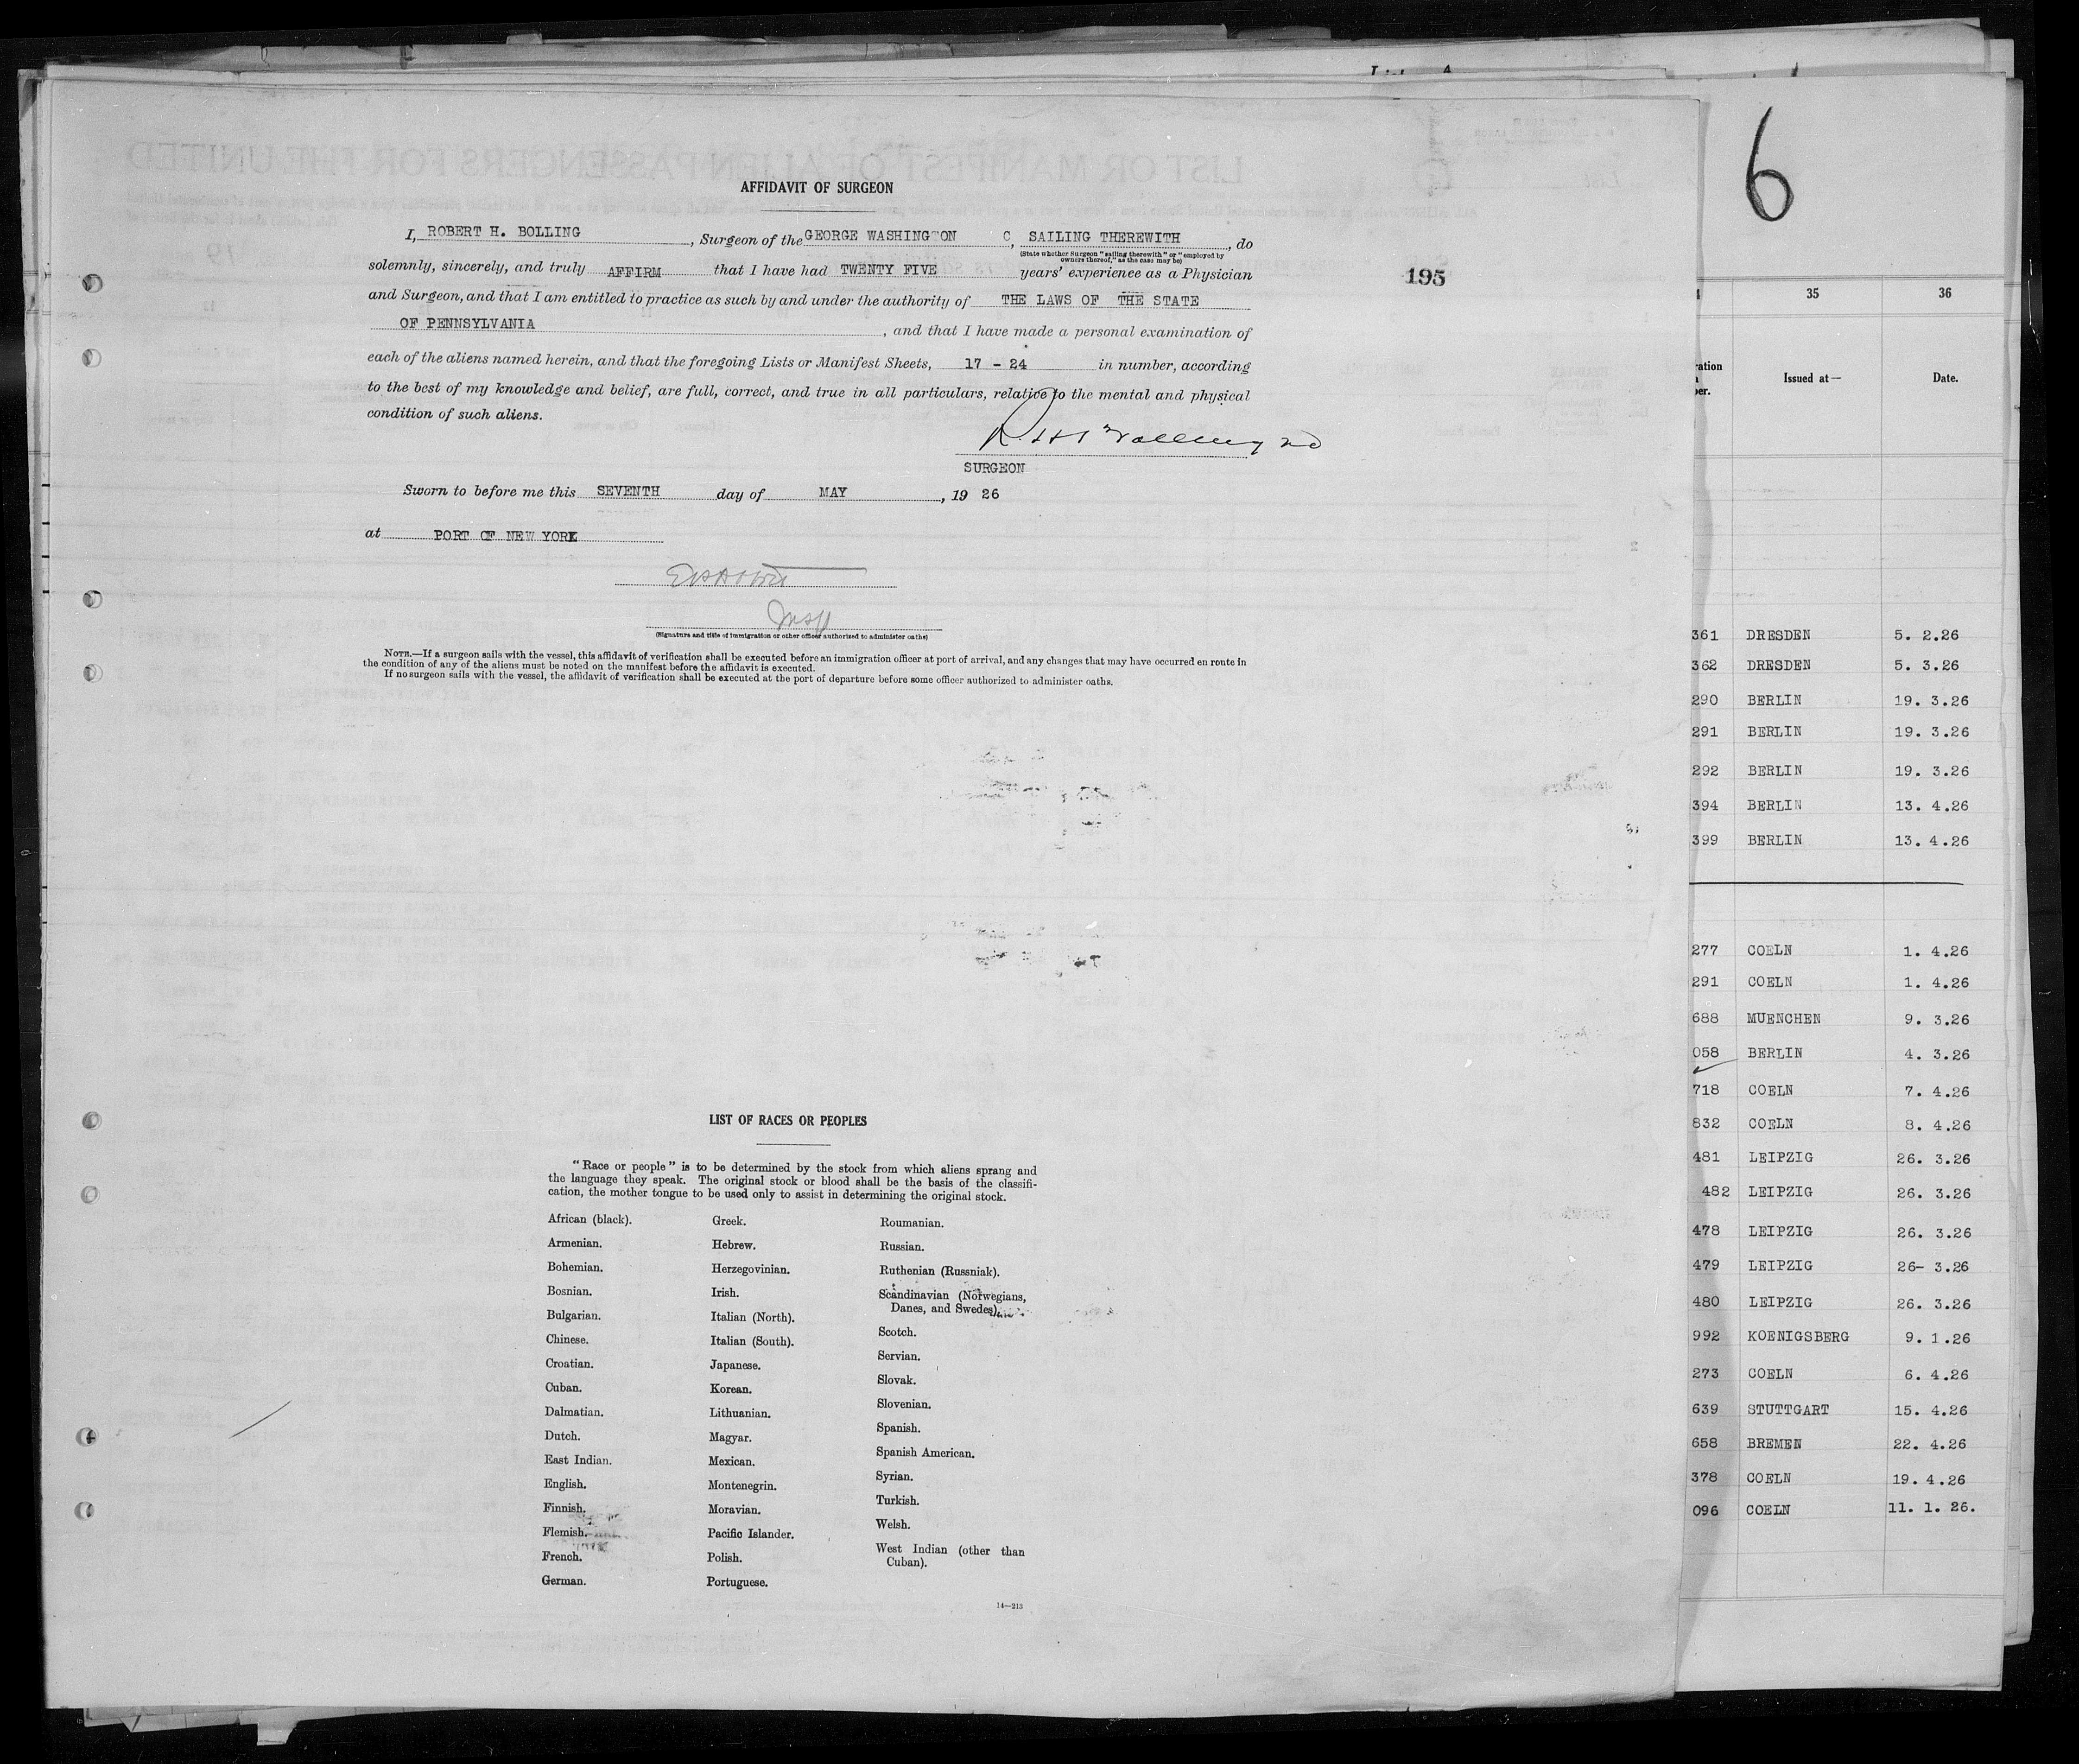 6
AFFIDAVIT OF SURGEON
I, ROBERT H. BOLLING, Surgeon of the GEORGE WASHINGTON C, SAILING THEREWITH, do
(State whether Surgeon "sailing therewith" or "employed by
owners thereof," as the case may be)
solemnly, sincerely, and truly AFFIRM that I have had TWENTY FIVE years' experience as a Physician
195
and Surgeon, and that I am entitled to practice as such by and under the authority of THE LAWS OF THE STATE
OF PENNSYLVANIA, and that I have made a personal examination of
each of the aliens named herein, and that the foregoing Lists or Manifest Sheets, 17 - 24 in number, according
to the best of my knowledge and belief, are full, correct, and true in all particulars, relative to the mental and physical
condition of such aliens.
R H Bolling MD
SURGEON
Sworn to before me this SEVENTH day of MAY, 19 26
at PORT OF NEW YORK
Insp
(Signature and title of immigration or other officer authorized to administer oaths)
NOTE.—If a surgeon sails with the vessel, this affidavit of verification shall be executed before an immigration officer at port of arrival, and any changes that may have occurred en route in
the condition of any of the aliens must be noted on the manifest before the affidavit is executed.
If no surgeon sails with the vessel, the affidavit of verification shall be executed at the port of departure before some officer authorized to administer oaths.
LIST OF RACES OR PEOPLES
"Race or people" is to be determined by the stock from which aliens sprang and
the language they speak. The original stock or blood shall be the basis of the classifi-
cation, the mother tongue to be used only to assist in determining the original stock.
African (black).
Armenian.
Bohemian.
Bosnian.
Bulgarian.
Chinese.
Croatian.
Cuban.
Dalmatian.
Dutch.
East Indian.
English.
Finnish.
Flemish.
French.
German.
Greek.
Hebrew.
Herzegovinian.
Irish.
Italian (North).
Italian (South).
Japanese.
Korean.
Lithuanian.
Magyar.
Mexican.
Montenegrin.
Moravian.
Pacific Islander.
Polish.
Portuguese.
Roumanian.
Russian.
Ruthenian (Russniak).
Scandinavian (Norwegians,
Danes, and Swedes).
Scotch.
Servian.
Slovak.
Slovenian.
Spanish.
Spanish American.
Syrian.
Turkish.
Welsh.
West Indian (other than
Cuban).
14—213
35 36
Issued at— Date.
361 DRESDEN 5. 2.26
362 DRESDEN 5. 3.26
290 BERLIN 19. 3.26
291 BERLIN 19. 3.26
292 BERLIN 19. 3.26
394 BERLIN 13. 4.26
399 BERLIN 13. 4.26
277 COELN 1. 4.26
291 COELN 1. 4.26
688 MUENCHEN 9. 3.26
058 BERLIN 4. 3.26
718 COELN 7. 4.26
832 COELN 8. 4.26
481 LEIPZIG 26. 3.26
482 LEIPZIG 26. 3.26
478 LEIPZIG 26. 3.26
479 LEIPZIG 26- 3.26
480 LEIPZIG 26. 3.26
992 KOENIGSBERG 9. 1.26
273 COELN 6. 4.26
639 STUTTGART 15. 4.26
658 BREMEN 22. 4.26
378 COELN 19. 4.26
096 COELN 11. 1. 26.